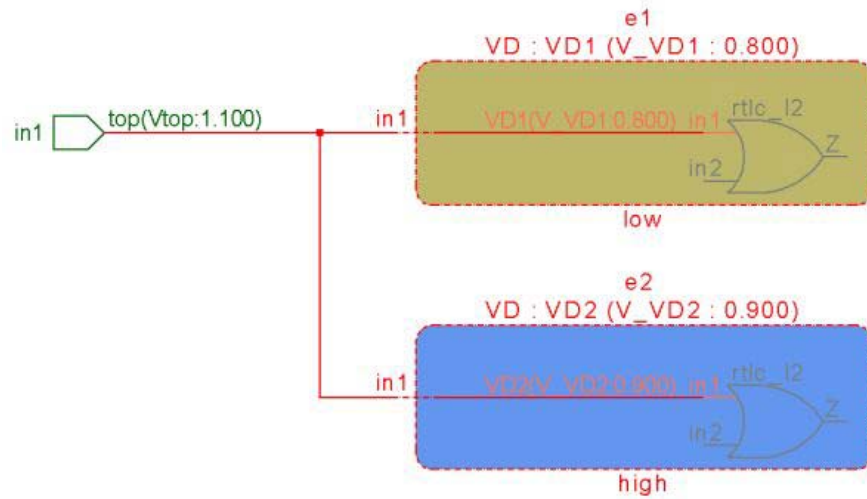 e1
VD : VD1 (V_VD1 : 0.800)
in1 top(Vtop:1.100) in1 VD1(V_VD1:0.800) in1 rtlc_I2
in2 Z
low
e2
VD : VD2 (V_VD2 : 0.900)
in1 VD2(V_VD2:0.900) in1 rtlc_I2
in2 Z
high